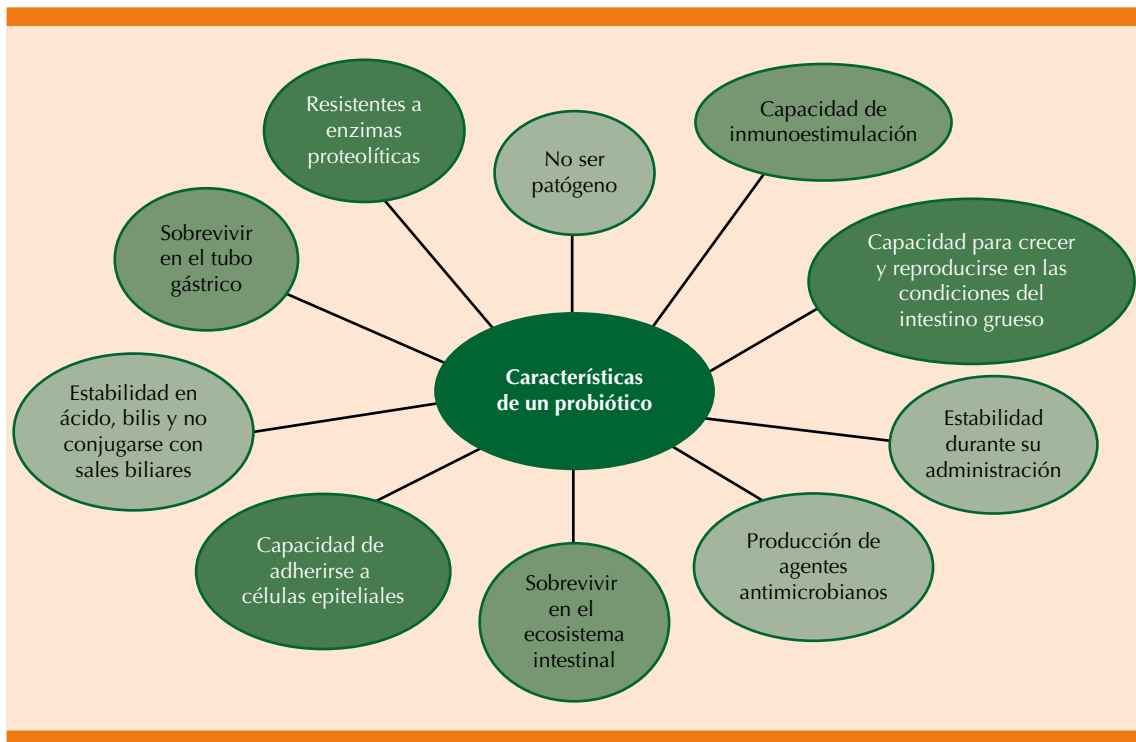 Resistentes a
enzimas
proteolíticas
No ser
patógeno
Capacidad de
inmunoestimulación
Sobrevivir
en el tubo
gástrico
Capacidad para crecer
y reproducirse en las
condiciones del
intestino grueso
Características
de un probiótico
Estabilidad en
ácido, bilis y no
conjugarse con
sales biliares
Estabilidad
durante su
administración
Capacidad de
adherirse a
células epiteliales
Sobrevivir
en el
ecosistema
intestinal
Producción de
agentes
antimicrobianos